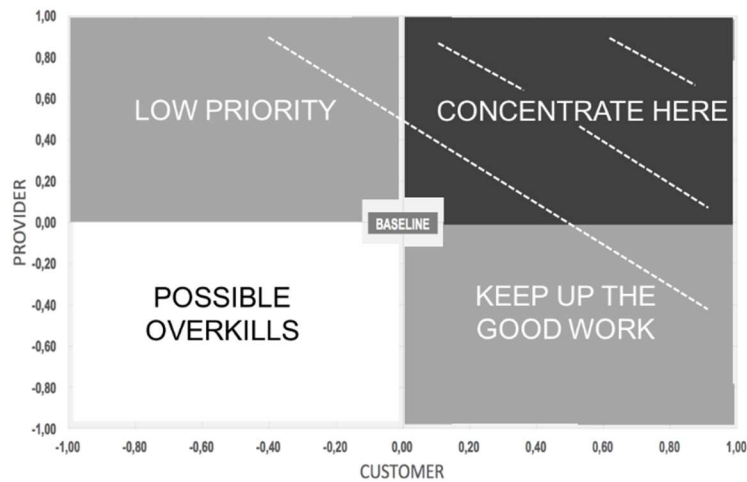 1,00
0,80
0,60
0,40
0,20
0,00
-0,20
-0,40
-0,60
-0,80
-1,00
PROVIDER
LOW PRIORITY
CONCENTRATE HERE
BASELINE
POSSIBLE
OVERKILLS
KEEP UP THE
GOOD WORK
-1,00 -0,80 -0,60 -0,40 -0,20 0,00 0,20 0,40 0,60 0,80 1,00
CUSTOMER